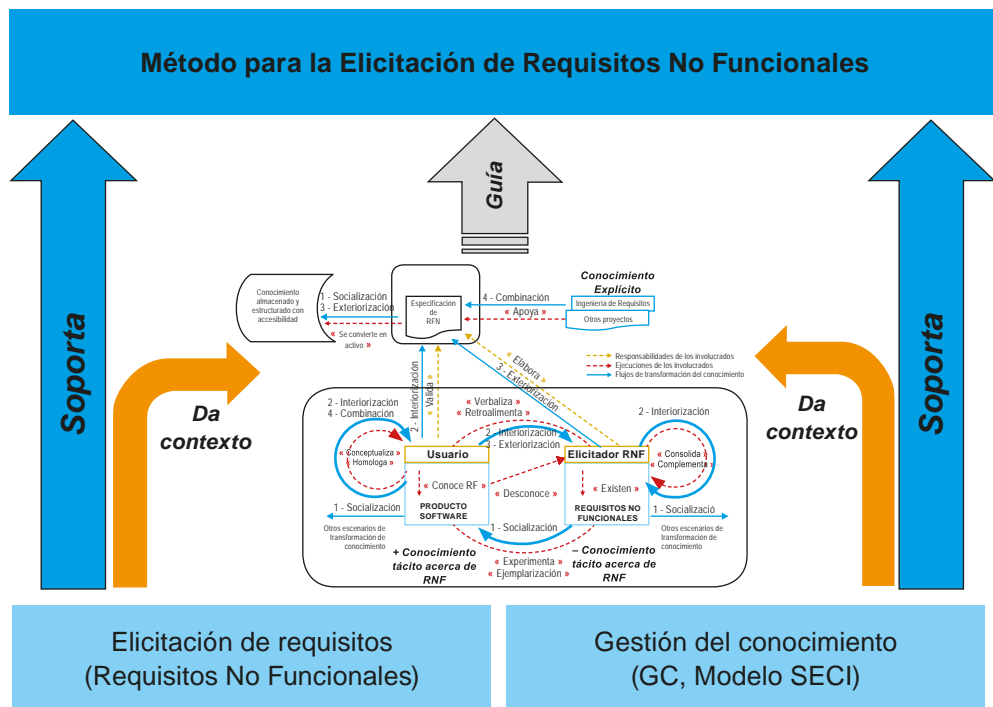 Método para la Elicitación de Requisitos No Funcionales
Guía
Soporta
Soporta
Da
contexto
Da
contexto
Conocimiento
almacenado y
estructurado con
accesibilidad
1 - Socialización
3 - Exteriorización
« Se convierte en
activo »
Especificación
de
RFN
4 - Combinación
« Apoya »
Conocimiento
Explícito
Ingeniería de Requisitos
Otros proyectos
Responsabilidades de los involucrados
Ejecuciones de los involucrados
Flujos de transformación del conocimiento
2 - Interiorización
« Valida »
« Elabora »
3 - Exteriorización
2 - Interiorización
4 - Combinación
« Verbaliza »
« Retroalimenta »
2 - Interiorización
2 - Interiorización
3 - Exteriorización
« Conceptualiza »
« Homologa »
Usuario
Elicitador RNF
« Consolida »
« Complementa »
« Conoce RF »
« Desconoce »
« Existen »
PRODUCTO
SOFTWARE
REQUISITOS NO
FUNCIONALES
1 - Socialización
Otros escenarios de
transformación de
conocimiento
1 - Socialización
1 - Socializació
Otros escenarios de
transformación de
conocimiento
+ Conocimiento
tácito acerca de
RNF
« Experimenta »
« Ejemplarización »
– Conocimiento
tácito acerca de
RNF
Elicitación de requisitos
(Requisitos No Funcionales)
Gestión del conocimiento
(GC, Modelo SECI)